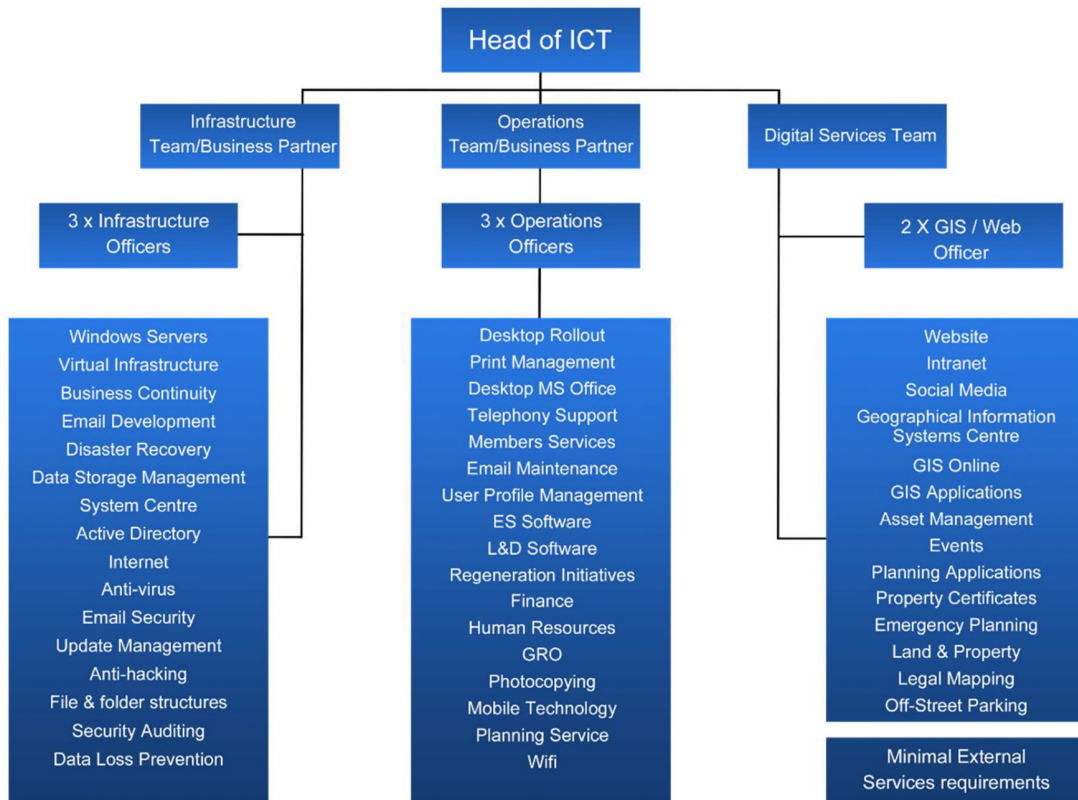 Head of ICT
Infrastructure
Team/Business Partner
Operations
Team/Business Partner
Digital Services Team
3 x Infrastructure
Officers
3 x Operations
Officers
2 X GIS / Web
Officer
Windows Servers
Virtual Infrastructure
Business Continuity
Email Development
Disaster Recovery
Data Storage Management
System Centre
Active Directory
Internet
Anti-virus
Email Security
Update Management
Anti-hacking
File & folder structures
Security Auditing
Data Loss Prevention
Desktop Rollout
Print Management
Desktop MS Office
Telephony Support
Members Services
Email Maintenance
User Profile Management
ES Software
L&D Software
Regeneration Initiatives
Finance
Human Resources
GRO
Photocopying
Mobile Technology
Planning Service
Wifi
Website
Intranet
Social Media
Geographical Information
Systems Centre
GIS Online
GIS Applications
Asset Management
Events
Planning Applications
Property Certificates
Emergency Planning
Land & Property
Legal Mapping
Off-Street Parking
Minimal External
Services requirements